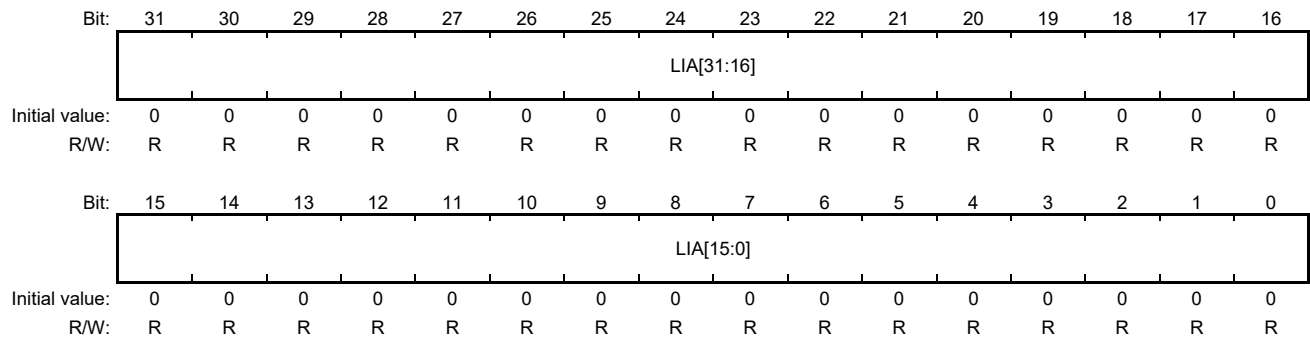 Bit: 31 30 29 28 27 26 25 24 23 22 21 20 19 18 17 16
LIA[31:16]
Initial value: 0 0 0 0 0 0 0 0 0 0 0 0 0 0 0 0
R/W: R R R R R R R R R R R R R R R R
Bit: 15 14 13 12 11 10 9 8 7 6 5 4 3 2 1 0
LIA[15:0]
Initial value: 0 0 0 0 0 0 0 0 0 0 0 0 0 0 0 0
R/W: R R R R R R R R R R R R R R R R